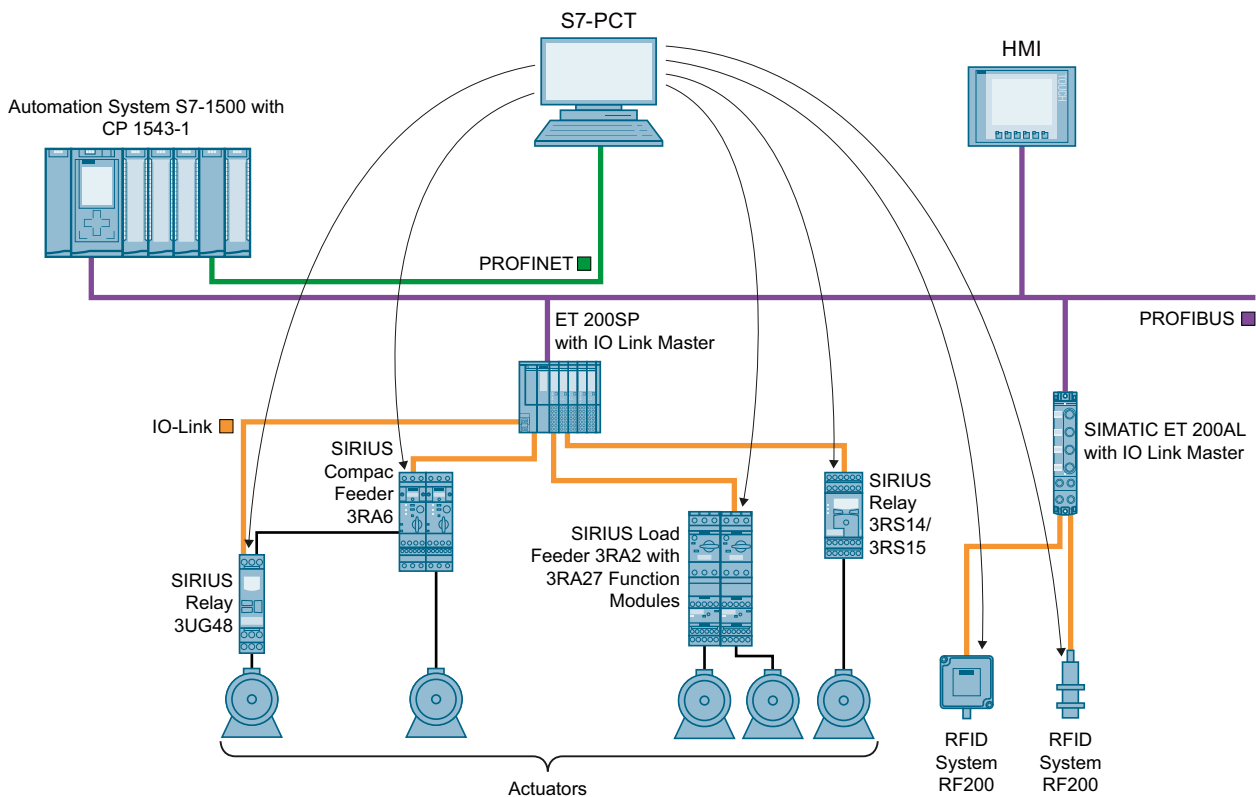 S7-PCT
HMI
TOUCH
Automation System S7-1500 with
CP 1543-1
PROFINET
PROFIBUS
ET 200SP
with IO Link Master
IO-Link
SIRIUS
Compac
Feeder
3RA6
SIMATIC ET 200AL
with IO Link Master
SIRIUS
Relay
3RS14/
3RS15
SIRIUS Load
Feeder 3RA2 with
3RA27 Function
Modules
SIRIUS
Relay
3UG48
RFID
System
RF200
RFID
System
RF200
Actuators